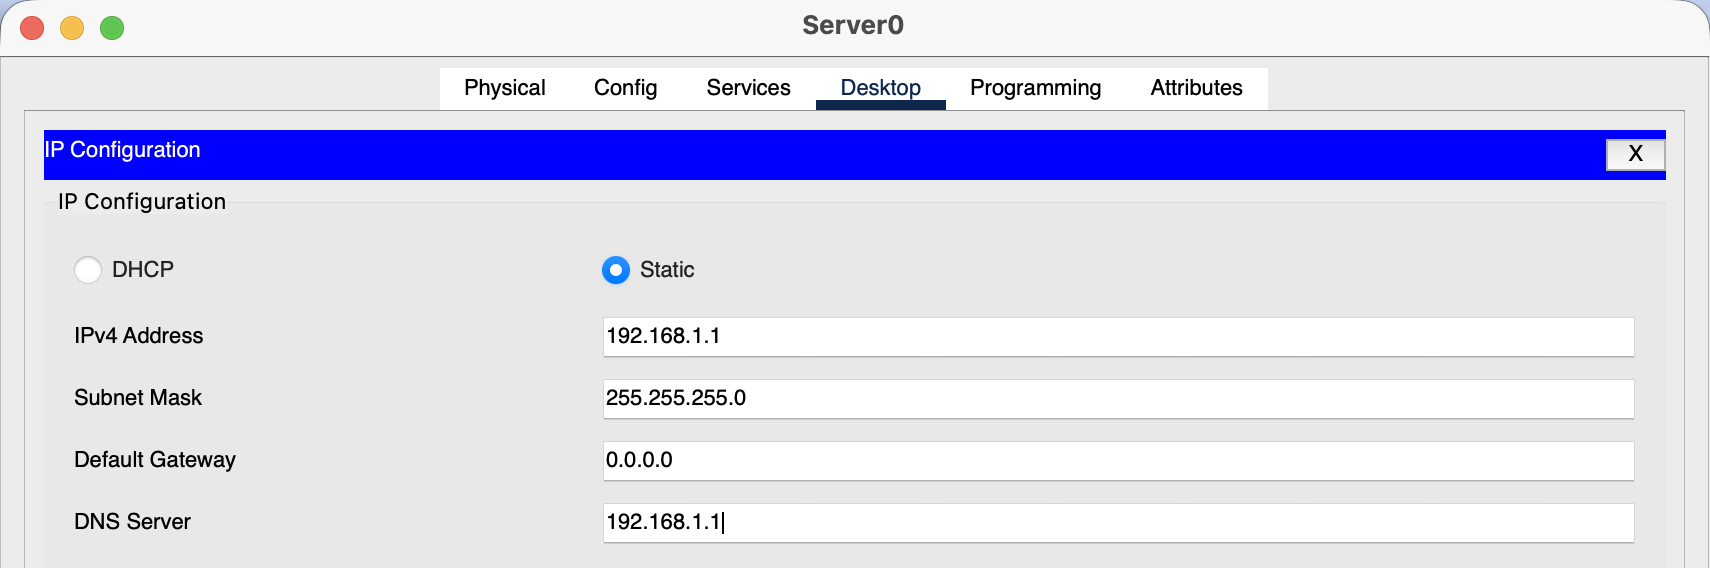 Server0
Physical Config Services Desktop Programming Attributes
IP Configuration X
IP Configuration
DHCP Static
IPv4 Address 192.168.1.1
Subnet Mask 255.255.255.0
Default Gateway 0.0.0.0
DNS Server 192.168.1.1